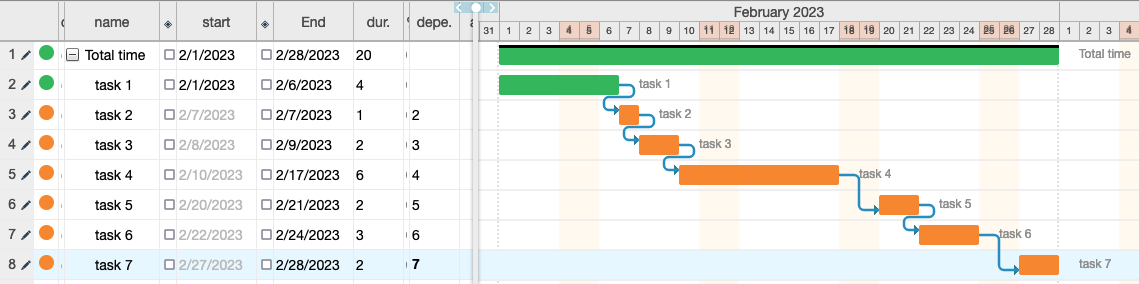 February 2023
name start End dur. depe.
31 1 2 3 4 5 6 7 8 9 10 11 12 13 14 15 16 17 18 19 20 21 22 23 24 25 26 27 28 1 2 3 4
1 Total time 2/1/2023 2/28/2023 20 Total time
2 task 1 2/1/2023 2/6/2023 4 task 1
3 task 2 2/7/2023 2/7/2023 1 2 task 2
4 task 3 2/8/2023 2/9/2023 2 3 task 3
5 task 4 2/10/2023 2/17/2023 6 4 task 4
6 task 5 2/20/2023 2/21/2023 2 5 task 5
7 task 6 2/22/2023 2/24/2023 3 6 task 6
8 task 7 2/27/2023 2/28/2023 2 7 task 7